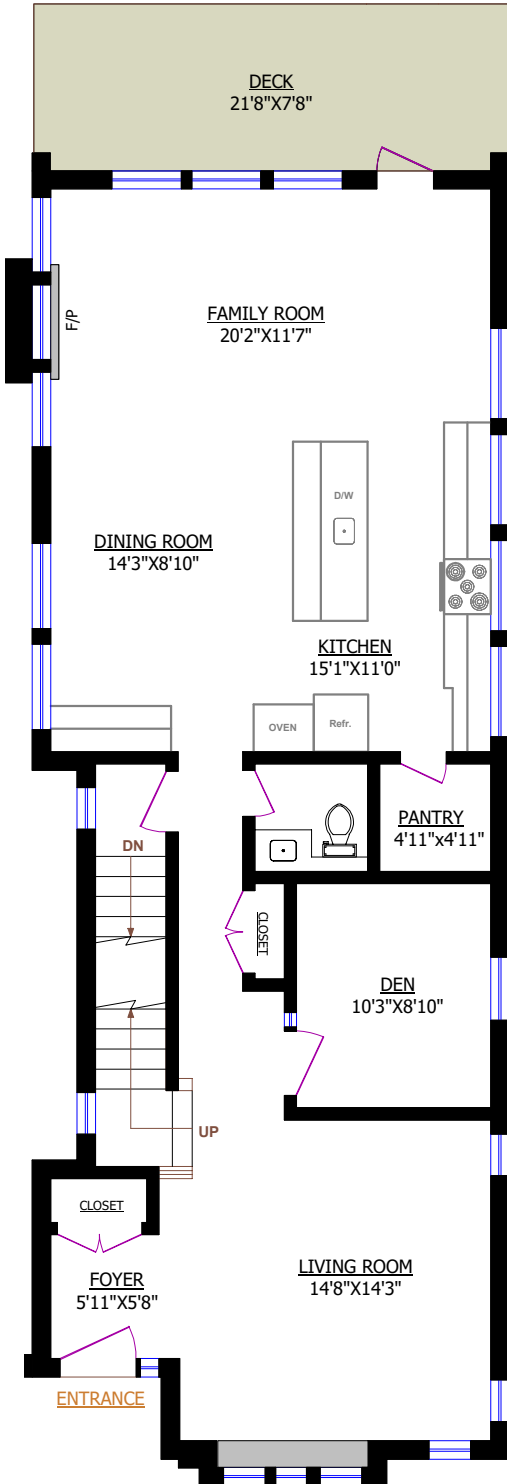 DECK
21'8"X7'8"
FAMILY ROOM
20'2"X11'7"
F/P
D/W
DINING ROOM
14'3"X8'10"
KITCHEN
15'1"X11'0"
OVEN
Refr.
PANTRY
4'11"x4'11"
DN
CLOSET
DEN
10'3"X8'10"
UP
CLOSET
FOYER
5'11"X5'8"
LIVING ROOM
14'8"X14'3"
ENTRANCE